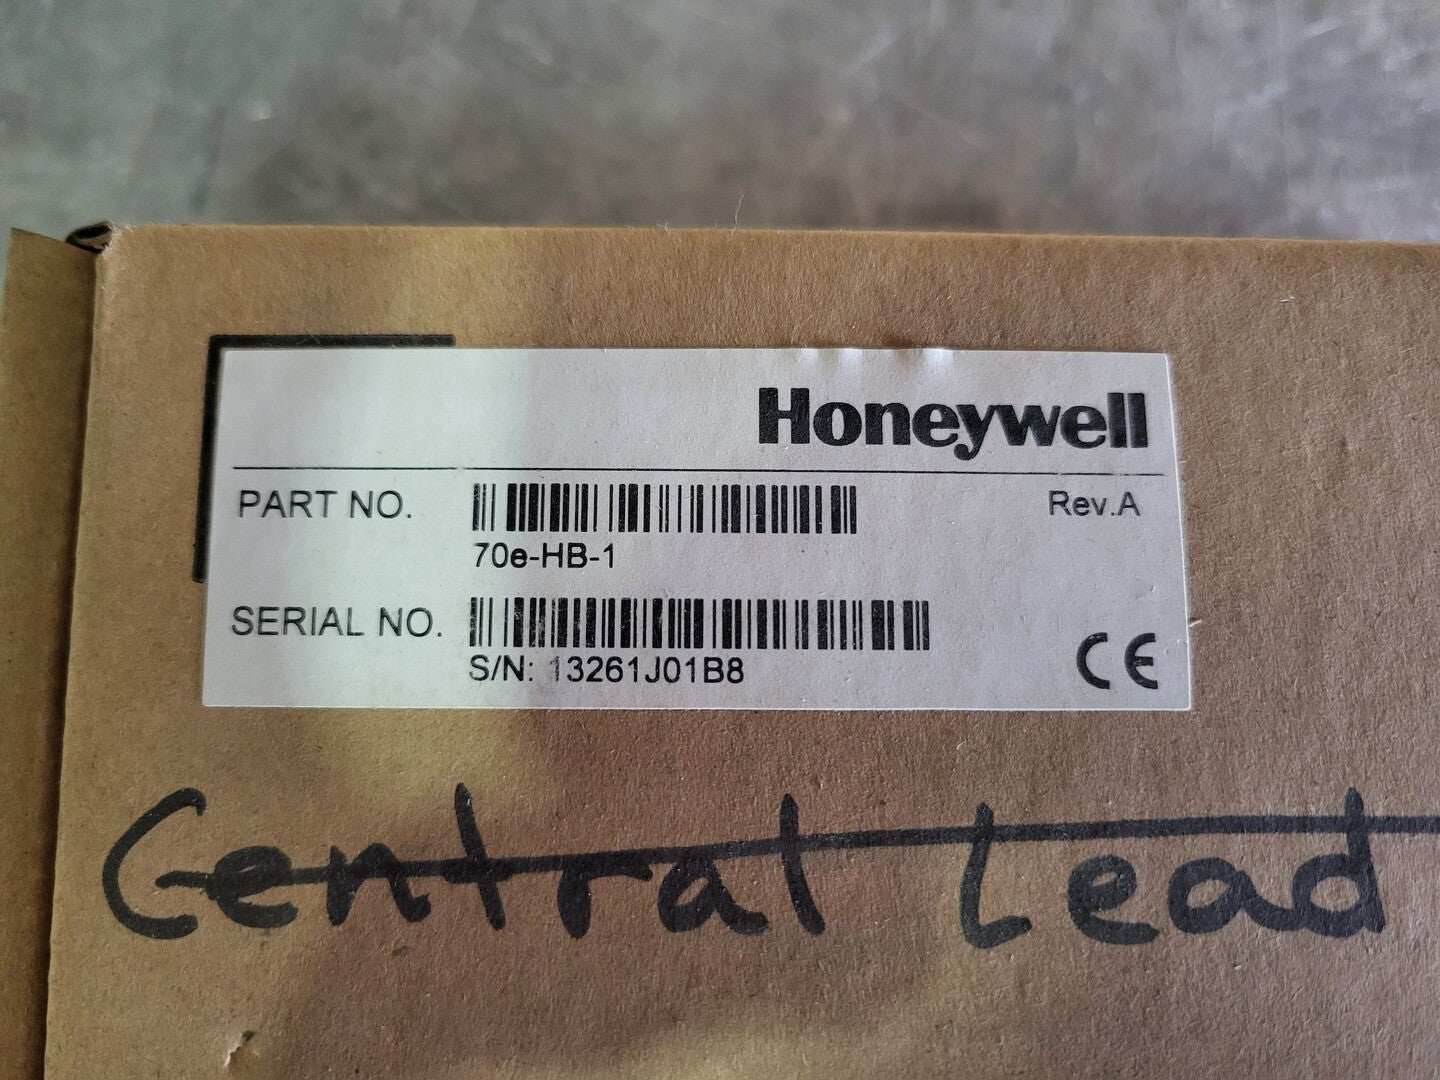 Honeywell
PART NO.
Rev.A
70e-HB-1
SERIAL NO.
S/N: 13261J01B8
CE
Central Lead